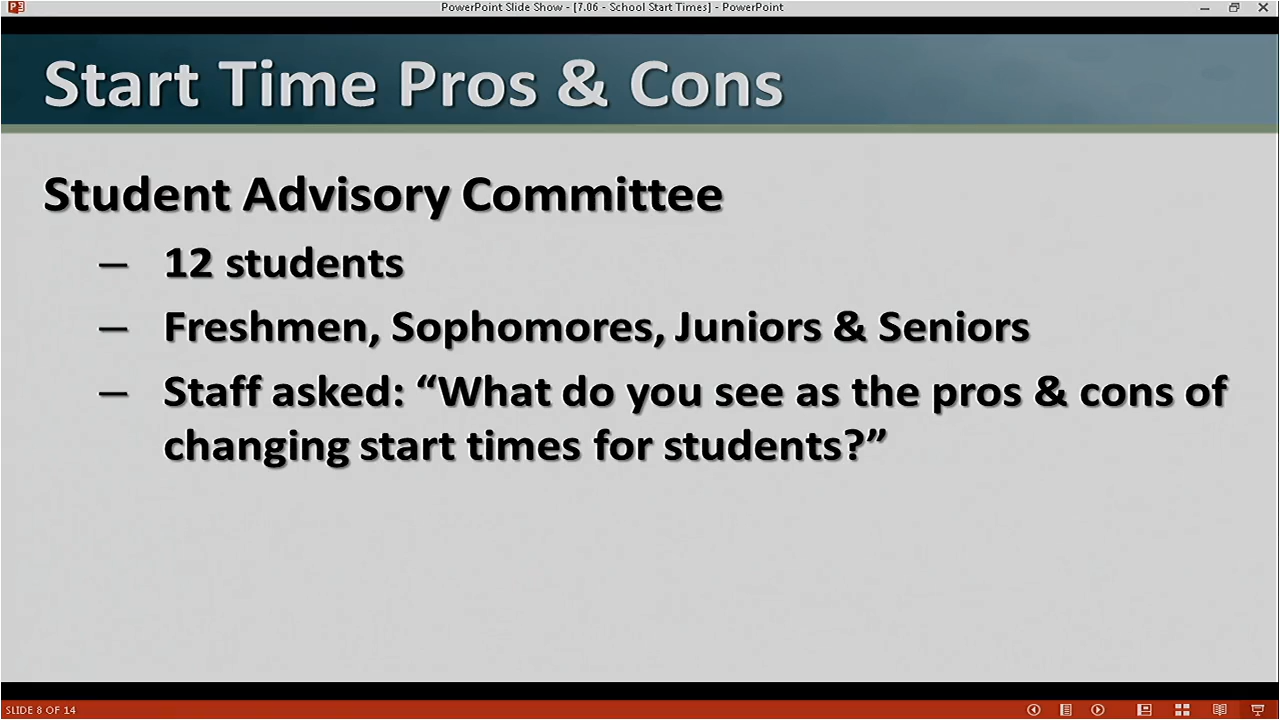 PowerPoint Slide Show - [7.06 - School Start Times] - PowerPoint
Start Time Pros & Cons
Student Advisory Committee
— 12 students
— Freshmen, Sophomores, Juniors & Seniors
— Staff asked: “What do you see as the pros & cons of
changing start times for students?”
SLIDE 8 OF 14